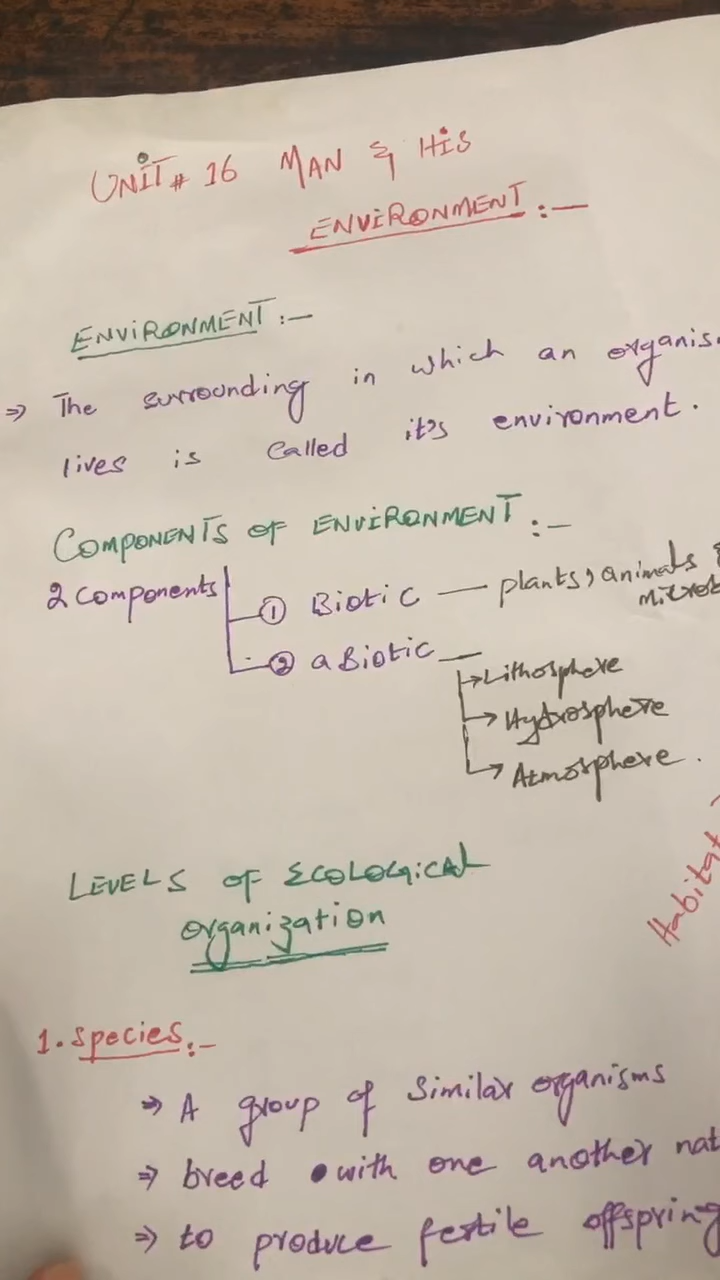 UNIT # 16 MAN & HIS
ENVIRONMENT :-
ENVIRONMENT :-
⇒ The surrounding in which an organis
lives is called it's environment.
COMPONENTS OF ENVIRONMENT :-
2 Components
① Biotic — plants, animals
microb
② aBiotic —
→ Lithosphere
→ Hydrosphere
→ Atmosphere.
Habitat
LEVELS OF ECOLOGICAL
organization
1. Species :-
⇒ A group of similar organisms
⇒ breed with one another nat
⇒ to produce fertile offspring